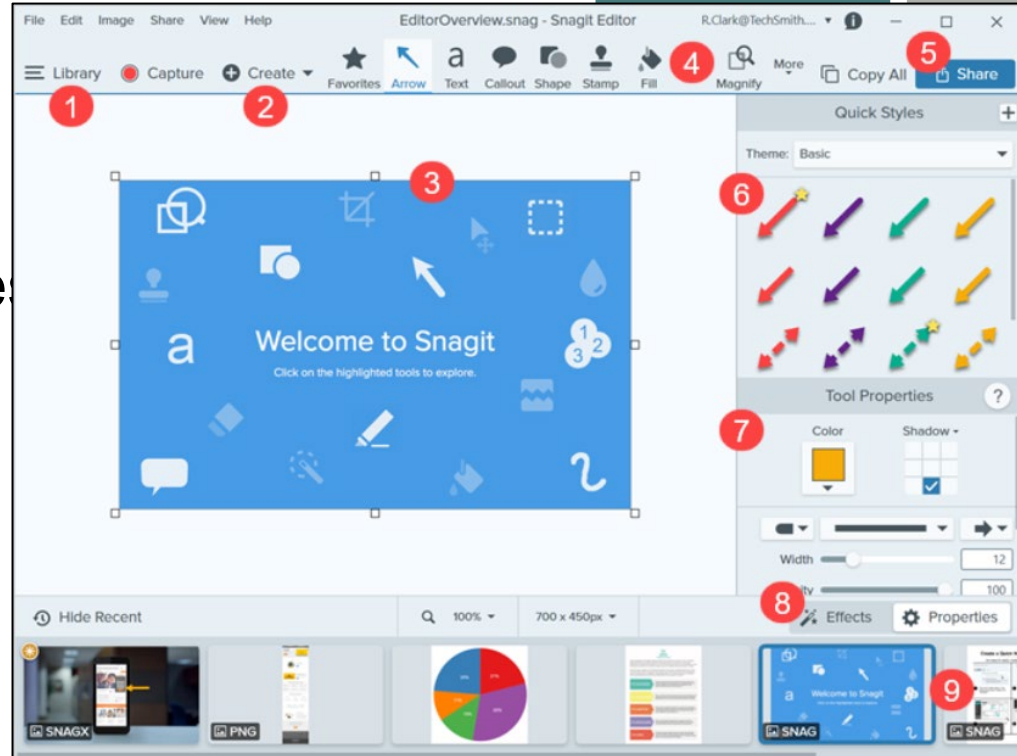 File Edit Image Share View Help EditorOverview.snag - Snagit Editor R.Clark@TechSmith....
Library Capture Create Favorites Arrow Text Callout Shape Stamp Fill 4 Magnify More Copy All 5 Share
1 2
Quick Styles
Theme: Basic
3
6
Welcome to Snagit
Click on the highlighted tools to explore.
a
1
2
3
Tool Properties ?
7
Color Shadow
Width 12
100
8
Hide Recent 100% 700 x 450px Effects Properties
SNAGX PNG SNAG 9 SNAG